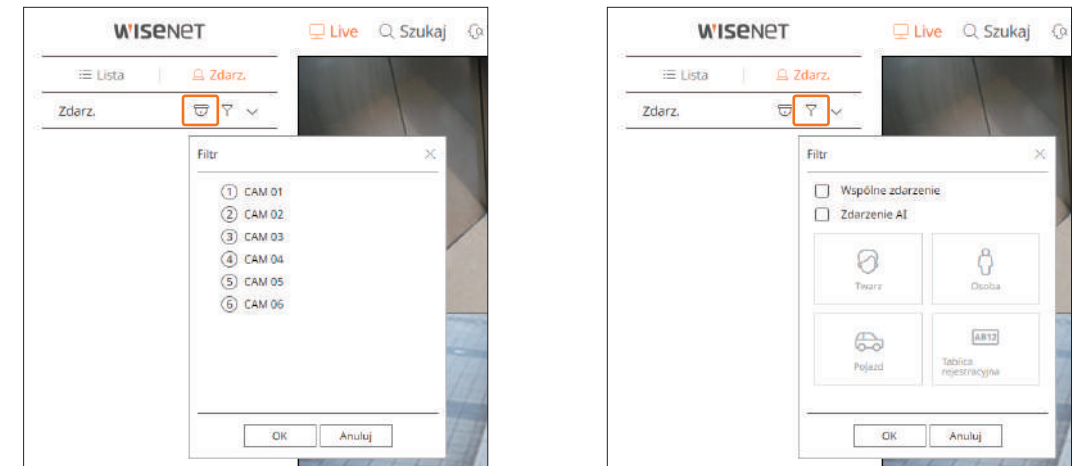 WISENET
Live
Szukaj
Lista
Zdarz.
Zdarz.
Filtr
1 CAM 01
2 CAM 02
3 CAM 03
4 CAM 04
5 CAM 05
6 CAM 06
OK
Anuluj
WISENET
Live
Szukaj
Lista
Zdarz.
Zdarz.
Filtr
Wspólne zdarzenie
Zdarzenie AI
Twarz
Osoba
AB12
Pojazd
Tablica
rejestracyjna
OK
Anuluj